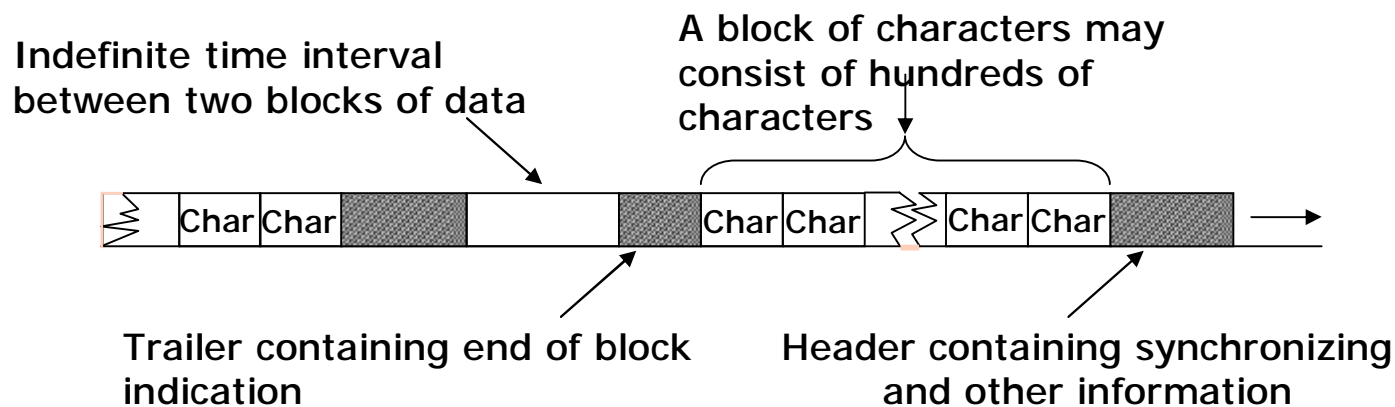 Indefinite time interval
between two blocks of data
A block of characters may
consist of hundreds of
characters
Char Char Char Char Char Char
Trailer containing end of block
indication
Header containing synchronizing
and other information